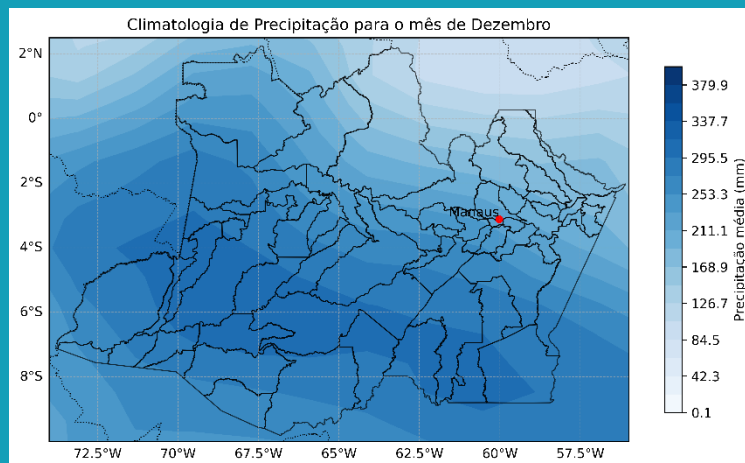 Climatologia de Precipitação para o mês de Dezembro
2°N
0°
2°S
4°S
6°S
8°S
72.5°W
70°W
67.5°W
65°W
62.5°W
60°W
57.5°W
Manaus
379.9
337.7
295.5
253.3
211.1
168.9
126.7
84.5
42.3
0.1
Precipitação média (mm)